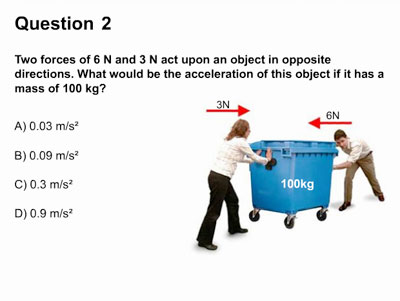 Question 2
Two forces of 6 N and 3 N act upon an object in opposite
directions. What would be the acceleration of this object if it has a
mass of 100 kg?
3N
6N
A) 0.03 m/s²
B) 0.09 m/s²
C) 0.3 m/s²
D) 0.9 m/s²
100kg